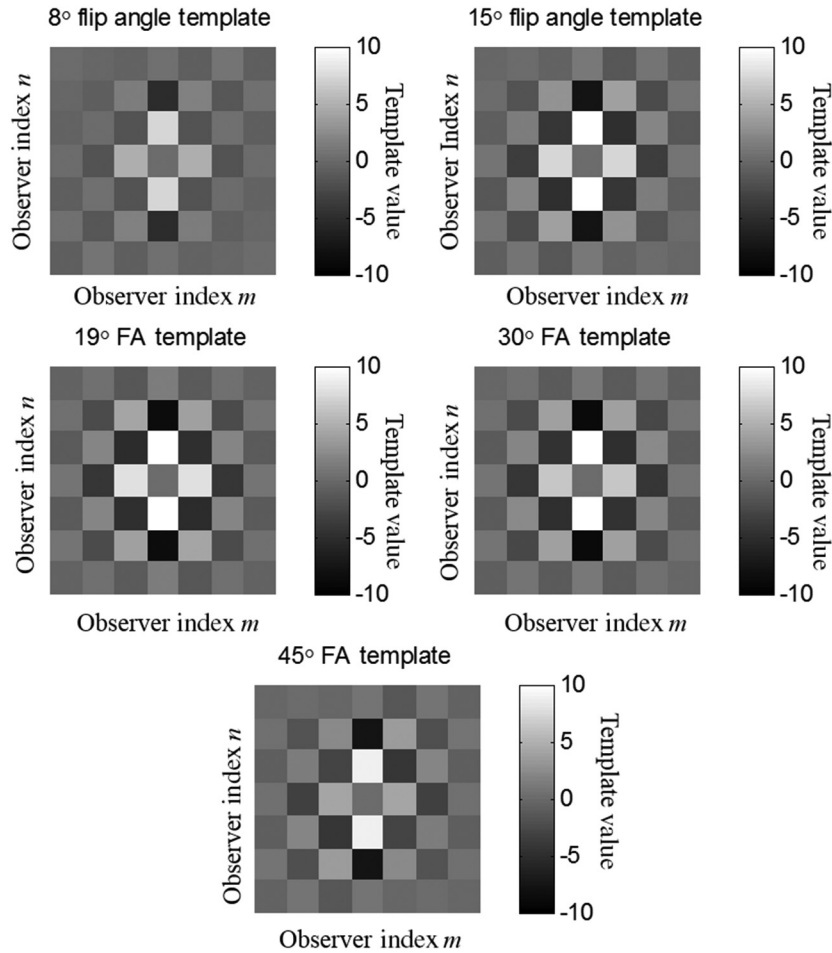 8° flip angle template
Observer index n
10
5
0
-5
-10
Template value
Observer index m
15° flip angle template
Observer Index n
10
5
0
-5
-10
Template value
Observer index m
19° FA template
Observer index n
10
5
0
-5
-10
Template value
Observer index m
30° FA template
Observer index n
10
5
0
-5
-10
Template value
Observer index m
45° FA template
Observer index n
10
5
0
-5
-10
Template value
Observer index m